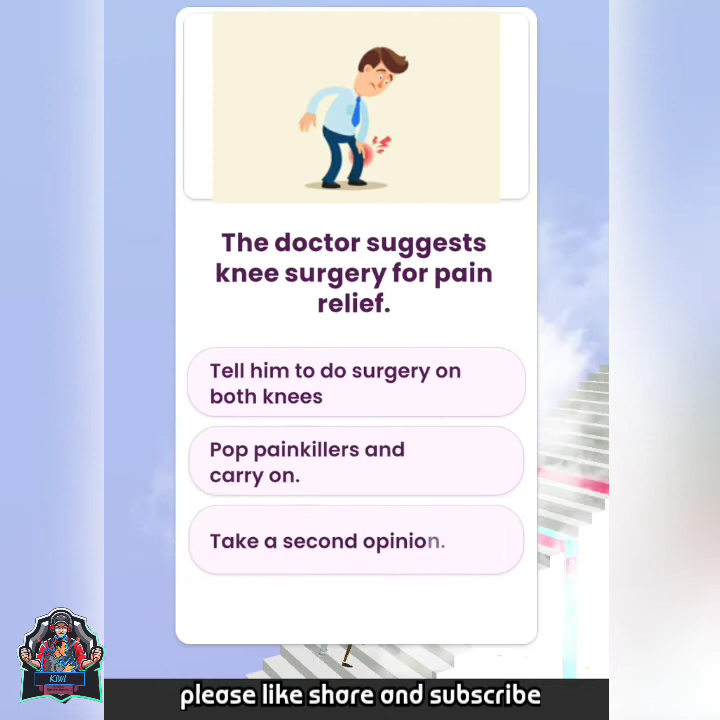 The doctor suggests
knee surgery for pain
relief.
Tell him to do surgery on
both knees
Pop painkillers and
carry on.
Take a second opinion.
KIWI
please like share and subscribe